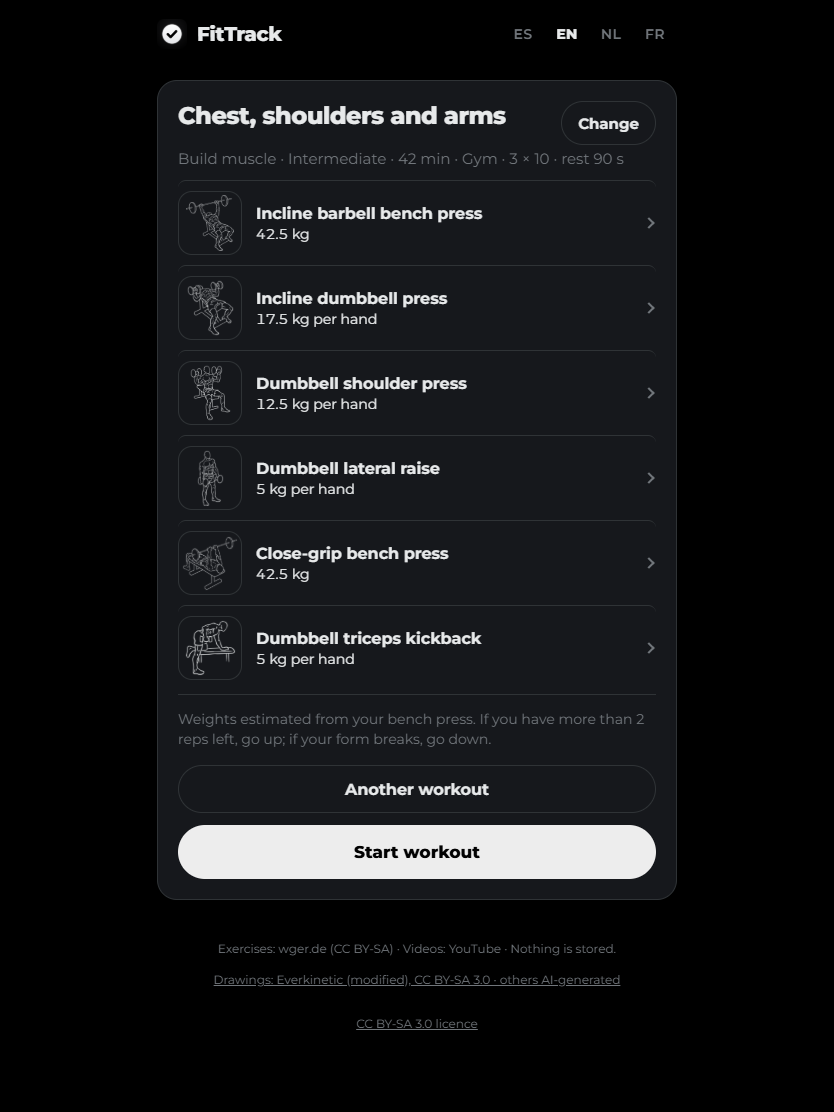 FitTrack
ES EN NL FR
Chest, shoulders and arms
Change
Build muscle · Intermediate · 42 min · Gym · 3 × 10 · rest 90 s
Incline barbell bench press
42.5 kg
Incline dumbbell press
17.5 kg per hand
Dumbbell shoulder press
12.5 kg per hand
Dumbbell lateral raise
5 kg per hand
Close-grip bench press
42.5 kg
Dumbbell triceps kickback
5 kg per hand
Weights estimated from your bench press. If you have more than 2
reps left, go up; if your form breaks, go down.
Another workout
Start workout
Exercises: wger.de (CC BY-SA) · Videos: YouTube · Nothing is stored.
Drawings: Everkinetic (modified), CC BY-SA 3.0 · others AI-generated
CC BY-SA 3.0 licence